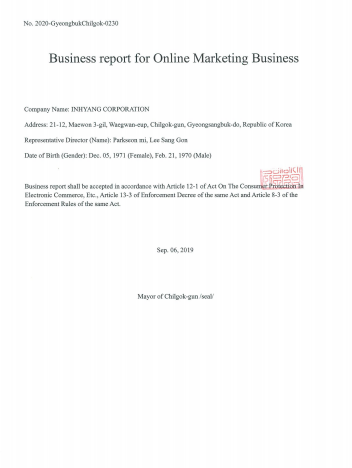 No. 2020-GyeongbukChilgok-0230
Business report for Online Marketing Business
Company Name: INHYANG CORPORATION
Address: 21-12, Maewon 3-gil, Waegwan-eup, Chilgok-gun, Gyeongsangbuk-do, Republic of Korea
Representative Director (Name): Parkseon mi, Lee Sang Gon
Date of Birth (Gender): Dec. 05, 1971 (Female), Feb. 21, 1970 (Male)
Business report shall be accepted in accordance with Article 12-1 of Act On The Consumer Protection In
Electronic Commerce, Etc., Article 13-3 of Enforcement Decree of the same Act and Article 8-3 of the
Enforcement Rules of the same Act.
Sep. 06, 2019
Mayor of Chilgok-gun /seal/